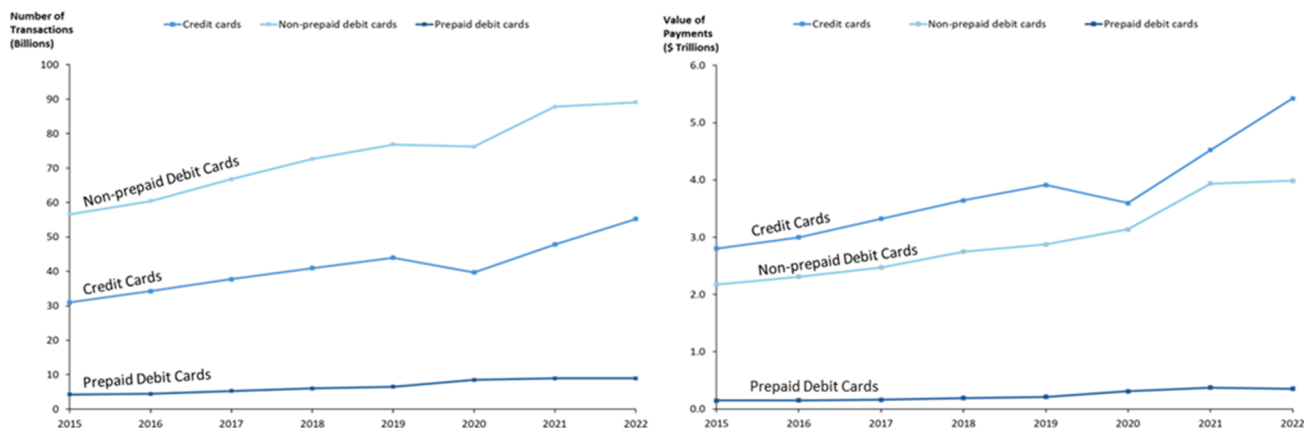 Number of
Transactions
(Billions)
Credit cards
Non-prepaid debit cards
Prepaid debit cards
100
90
80
70
60
50
40
30
20
10
0
Non-prepaid Debit Cards
Credit Cards
Prepaid Debit Cards
2015 2016 2017 2018 2019 2020 2021 2022
Value of
Payments
($ Trillions)
Credit cards
Non-prepaid debit cards
Prepaid debit cards
6.0
5.0
4.0
3.0
2.0
1.0
0.0
Credit Cards
Non-prepaid Debit Cards
Prepaid Debit Cards
2015 2016 2017 2018 2019 2020 2021 2022